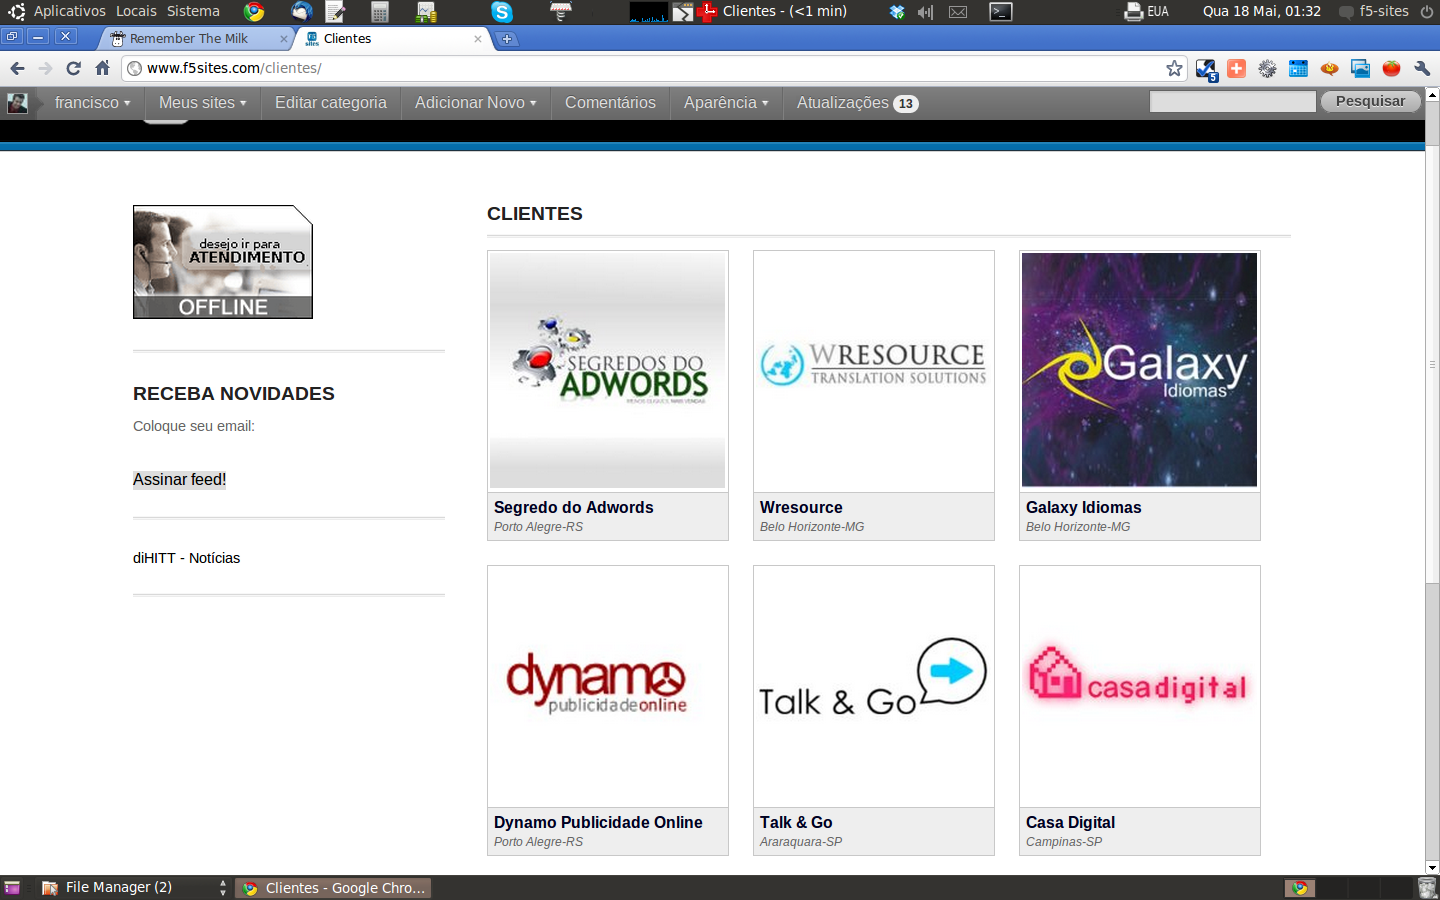 Aplicativos Locais Sistema
Clientes - (<1 min)
EUA
Qua 18 Mai, 01:32
f5-sites
Remember The Milk
Clientes
www.f5sites.com/clientes/
5
francisco
Meus sites
Editar categoria
Adicionar Novo
Comentários
Aparência
Atualizações 13
Pesquisar
desejo ir para
ATENDIMENTO
OFFLINE
RECEBA NOVIDADES
Coloque seu email:
Assinar feed!
diHITT - Notícias
CLIENTES
SEGREDOS DO
ADWORDS
MENOS CLIQUES, MAIS VENDAS
Segredo do Adwords
Porto Alegre-RS
WRESOURCE
TRANSLATION SOLUTIONS
Wresource
Belo Horizonte-MG
Galaxy
Idiomas
Galaxy Idiomas
Belo Horizonte-MG
dynamo
publicidadeonline
Dynamo Publicidade Online
Porto Alegre-RS
Talk & Go
Talk & Go
Araraquara-SP
casadigital
Casa Digital
Campinas-SP
File Manager (2)
Clientes - Google Chro...